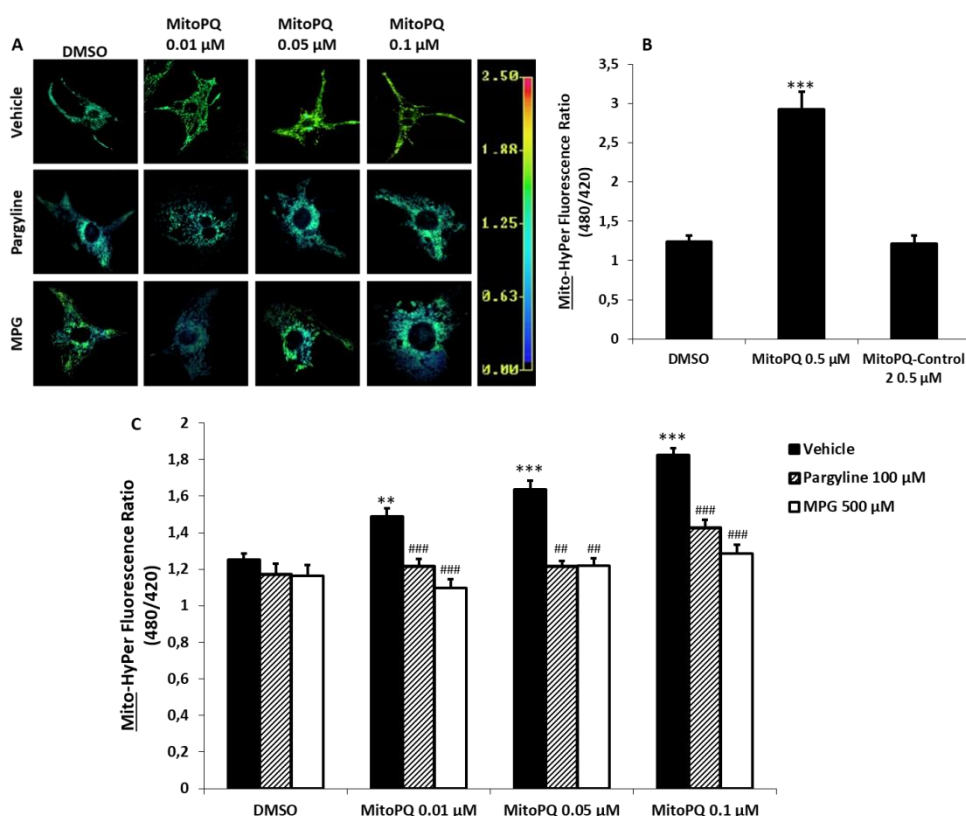 A
DMSO
MitoPQ
0.01 µM
MitoPQ
0.05 µM
MitoPQ
0.1 µM
Vehicle
Pargyline
MPG
2.50
1.88
1.25
0.63
0.00
B
Mito-HyPer Fluorescence Ratio
(480/420)
3,5
3
2,5
2
1,5
1
0,5
0
***
DMSO
MitoPQ 0.5 µM
MitoPQ-Control
2 0.5 µM
C
Mito-HyPer Fluorescence Ratio
(480/420)
2
1,8
1,6
1,4
1,2
1
0,8
0,6
0,4
0,2
0
**
###
###
***
##
##
***
###
###
DMSO
MitoPQ 0.01 µM
MitoPQ 0.05 µM
MitoPQ 0.1 µM
Vehicle
Pargyline 100 µM
MPG 500 µM